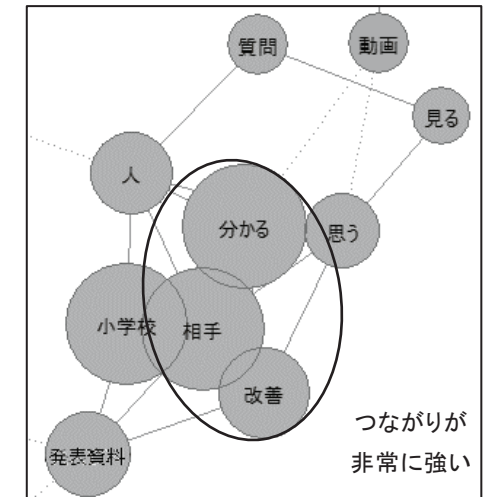 質問
動画
見る
人
分かる
思う
小学校
相手
改善
発表資料
つながりが
非常に強い